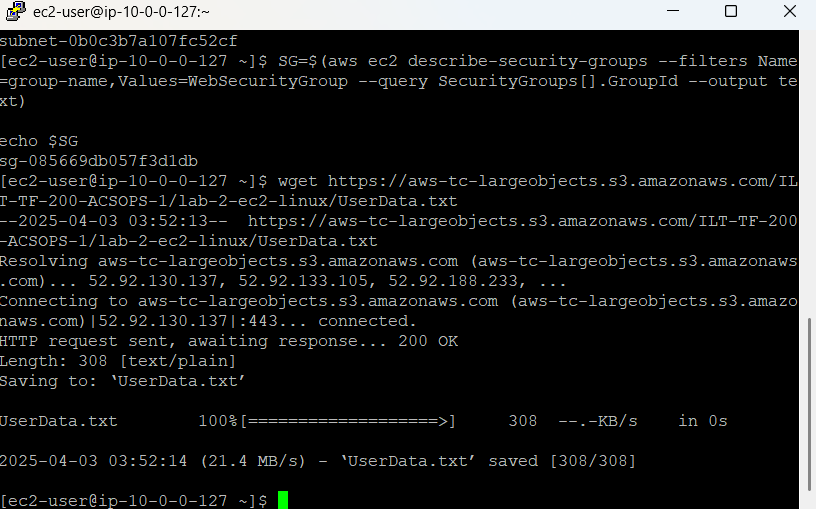 ec2-user@ip-10-0-0-127:~
subnet-0b0c3b7a107fc52cf
[ec2-user@ip-10-0-0-127 ~]$ SG=$(aws ec2 describe-security-groups --filters Name
=group-name,Values=WebSecurityGroup --query SecurityGroups[].GroupId --output te
xt)
echo $SG
sg-085669db057f3d1db
[ec2-user@ip-10-0-0-127 ~]$ wget https://aws-tc-largeobjects.s3.amazonaws.com/IL
T-TF-200-ACSOPS-1/lab-2-ec2-linux/UserData.txt
--2025-04-03 03:52:13--  https://aws-tc-largeobjects.s3.amazonaws.com/ILT-TF-200
-ACSOPS-1/lab-2-ec2-linux/UserData.txt
Resolving aws-tc-largeobjects.s3.amazonaws.com (aws-tc-largeobjects.s3.amazonaws
.com)... 52.92.130.137, 52.92.133.105, 52.92.188.233, ...
Connecting to aws-tc-largeobjects.s3.amazonaws.com (aws-tc-largeobjects.s3.amazo
naws.com)|52.92.130.137|:443... connected.
HTTP request sent, awaiting response... 200 OK
Length: 308 [text/plain]
Saving to: ‘UserData.txt’
UserData.txt        100%[===================>]     308  --.-KB/s    in 0s
2025-04-03 03:52:14 (21.4 MB/s) - ‘UserData.txt’ saved [308/308]
[ec2-user@ip-10-0-0-127 ~]$